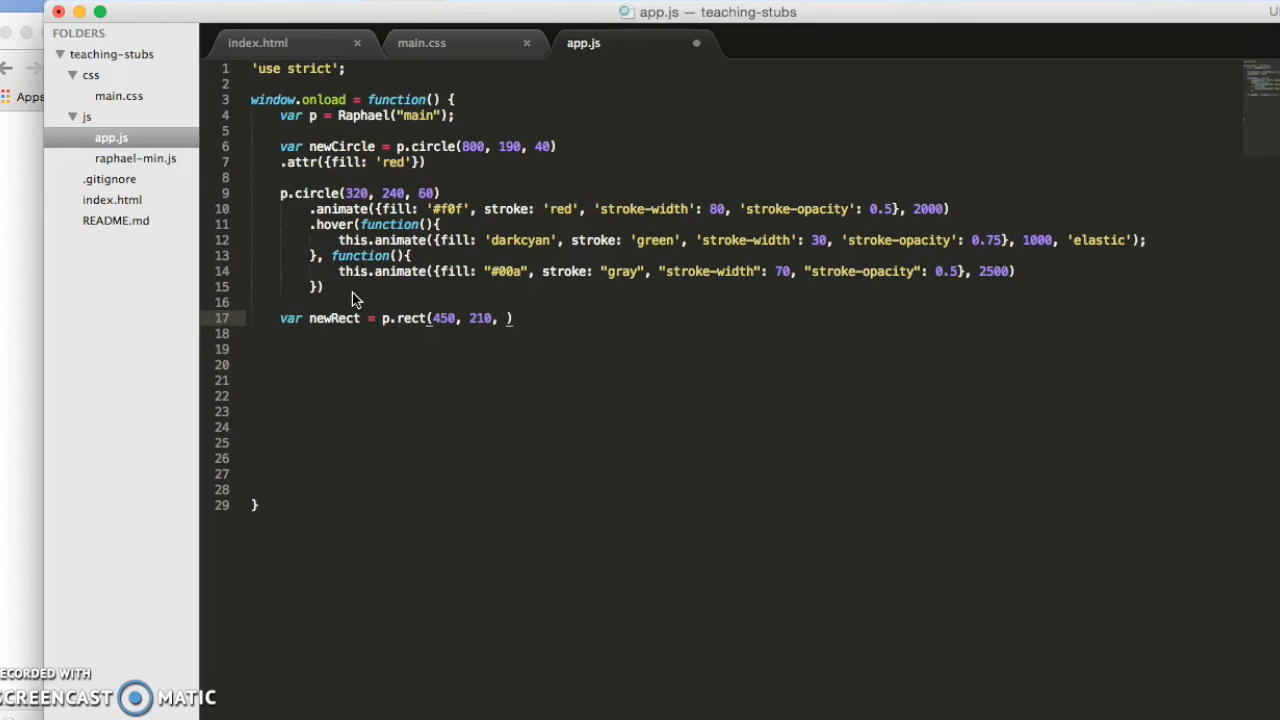 app.js — teaching-stubs
FOLDERS
teaching-stubs
css
main.css
js
app.js
raphael-min.js
.gitignore
index.html
README.md
Apps
index.html × main.css × app.js
1 'use strict';
2
3 window.onload = function() {
4 var p = Raphael("main");
5
6 var newCircle = p.circle(800, 190, 40)
7 .attr({fill: 'red'})
8
9 p.circle(320, 240, 60)
10 .animate({fill: '#f0f', stroke: 'red', 'stroke-width': 80, 'stroke-opacity': 0.5}, 2000)
11 .hover(function(){
12 this.animate({fill: 'darkcyan', stroke: 'green', 'stroke-width': 30, 'stroke-opacity': 0.75}, 1000, 'elastic');
13 }, function(){
14 this.animate({fill: "#00a", stroke: "gray", "stroke-width": 70, "stroke-opacity": 0.5}, 2500)
15 })
16
17 var newRect = p.rect(450, 210, )
18
19
20
21
22
23
24
25
26
27
28
29 }
ECORDED WITH
SCREENCAST MATIC